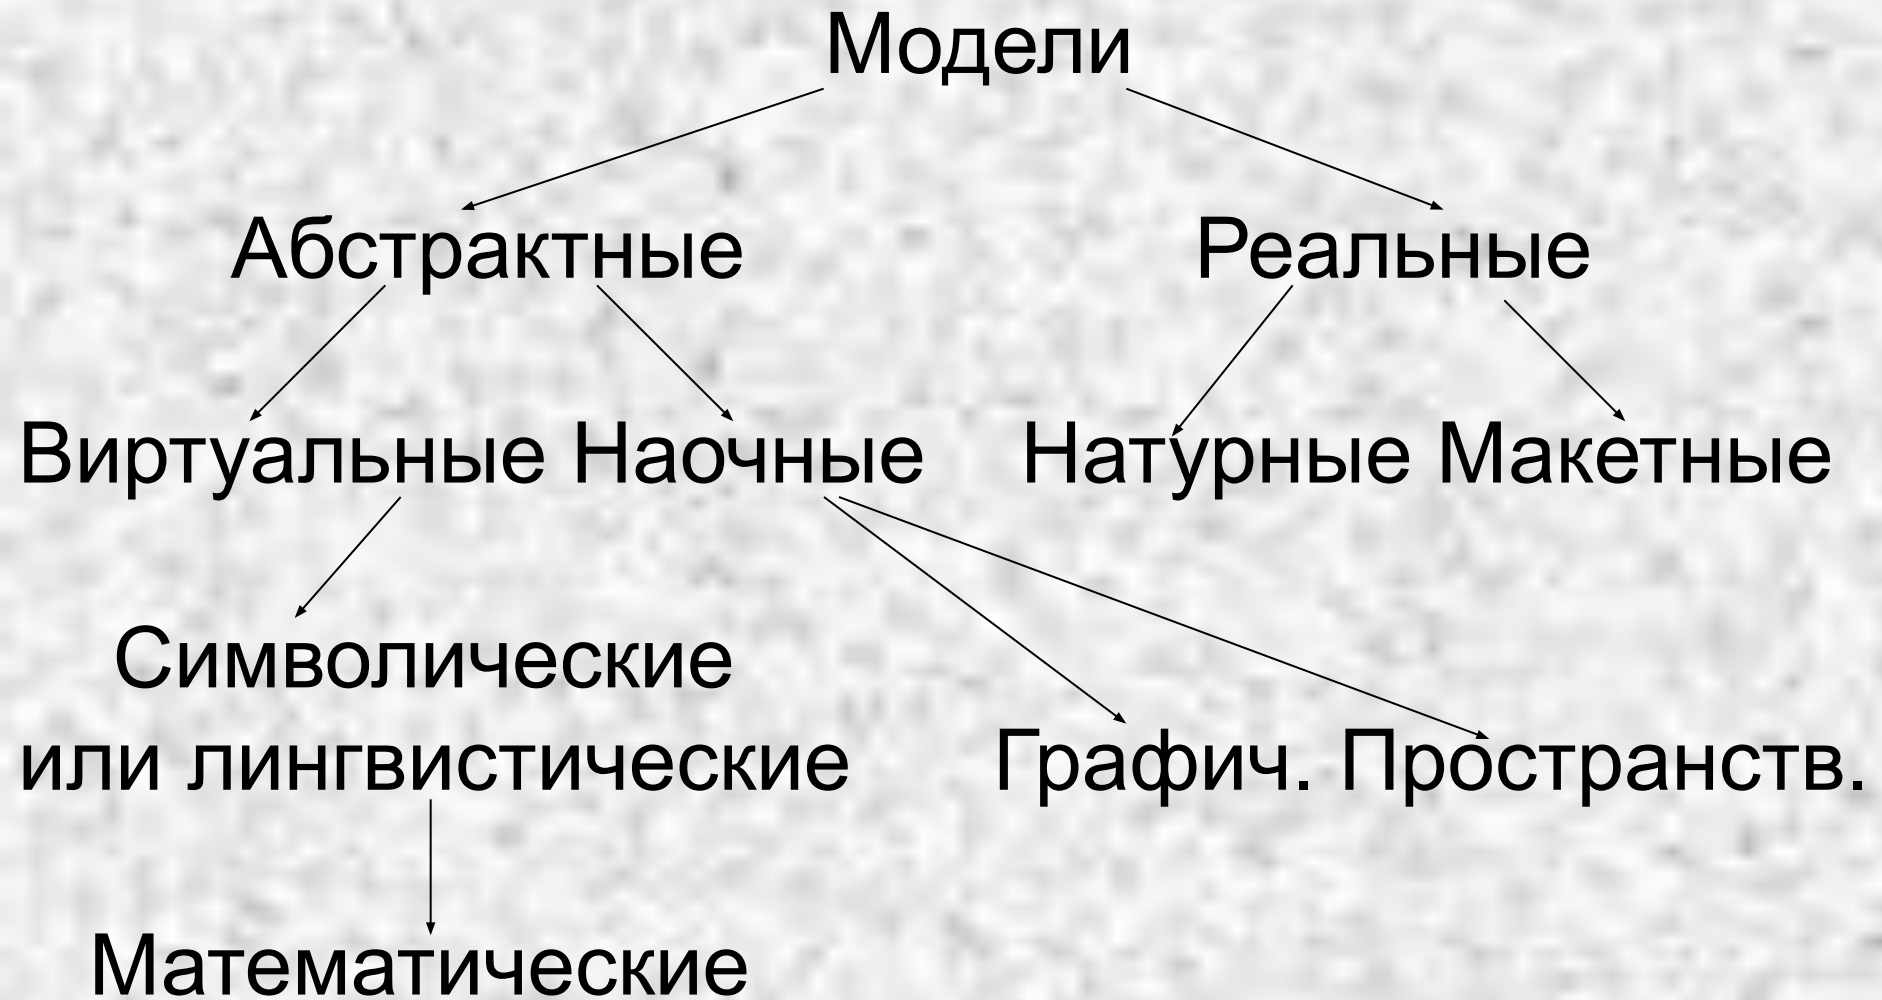 Модели
Абстрактные Реальные
Виртуальные Наочные Натурные Макетные
Символические
или лингвистические Графич. Пространств.
Математические